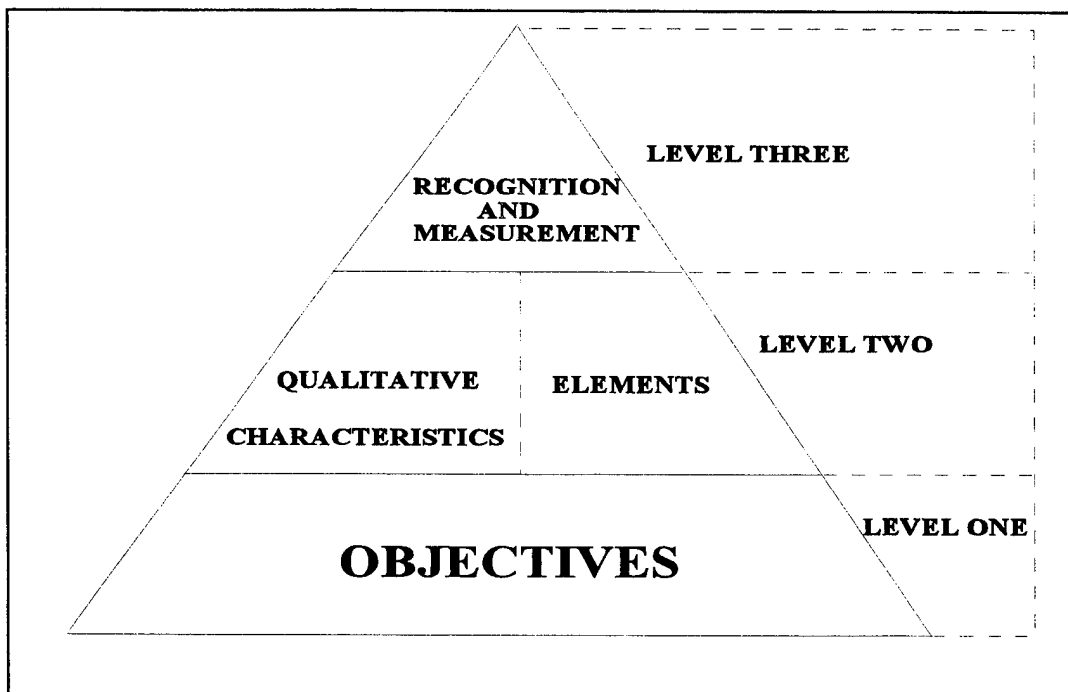 LEVEL THREE
RECOGNITION
AND
MEASUREMENT
LEVEL TWO
QUALITATIVE
CHARACTERISTICS
ELEMENTS
LEVEL ONE
OBJECTIVES